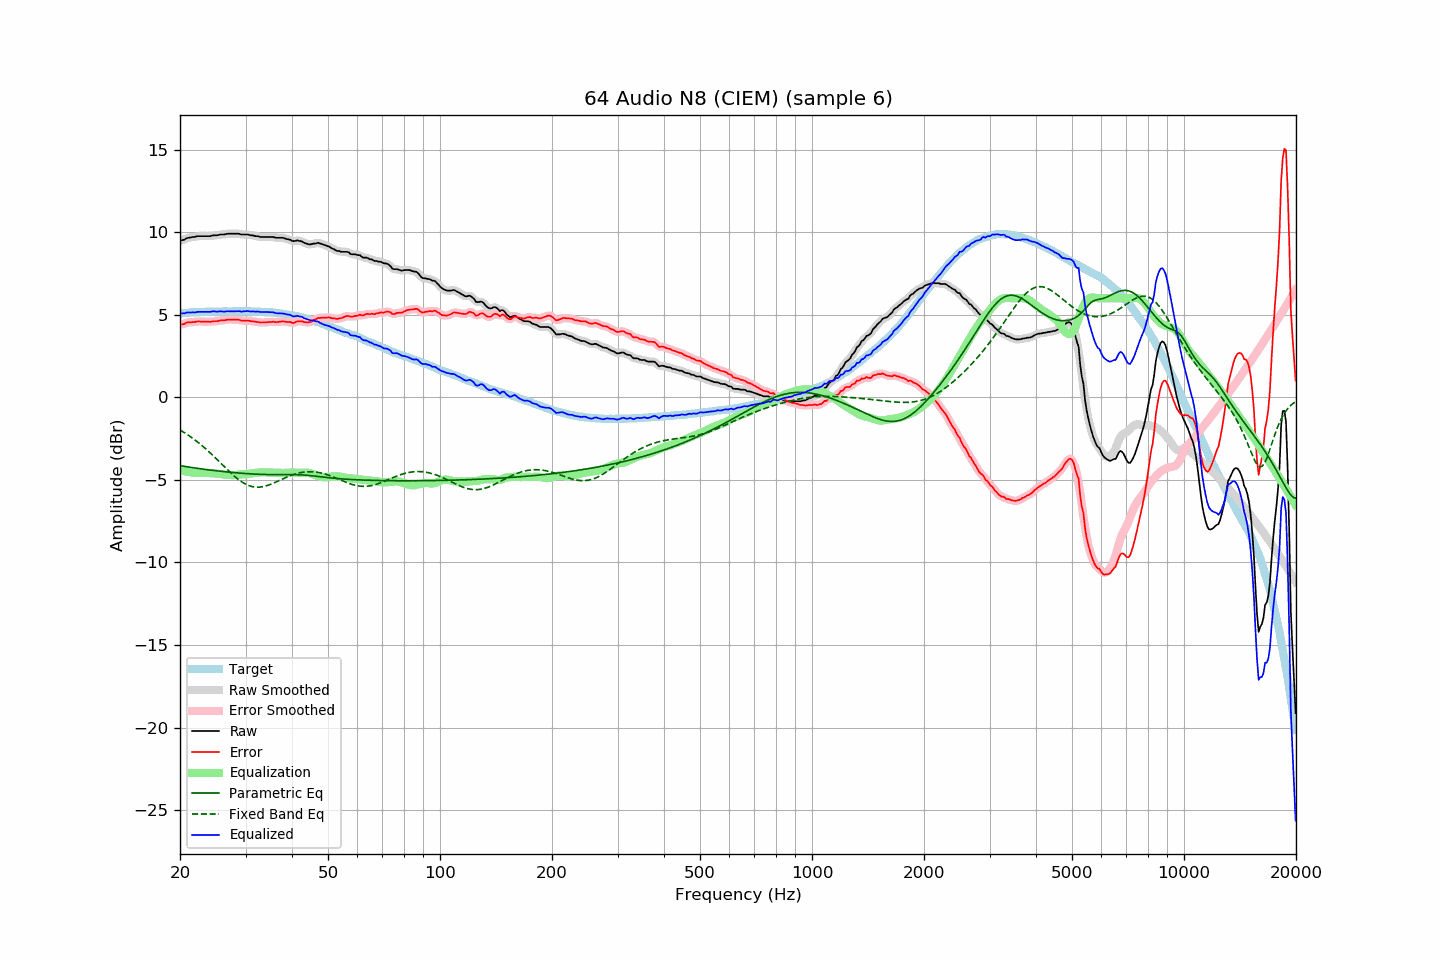 64 Audio N8 (CIEM) (sample 6)
Amplitude (dBr)
15
10
5
0
−5
−10
−15
−20
−25
Target
Raw Smoothed
Error Smoothed
Raw
Error
Equalization
Parametric Eq
Fixed Band Eq
Equalized
20 50 100 200 500 1000 2000 5000 10000 20000
Frequency (Hz)